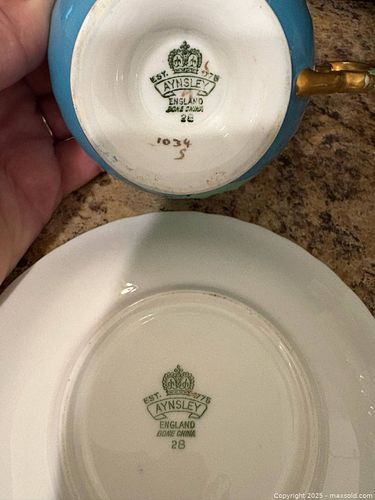 EST. 1775
AYNSLEY
ENGLAND
BONE CHINA
28
1034
S
EST. 1775
AYNSLEY
ENGLAND
BONE CHINA
28
Copyright 2025 - maxsold.com